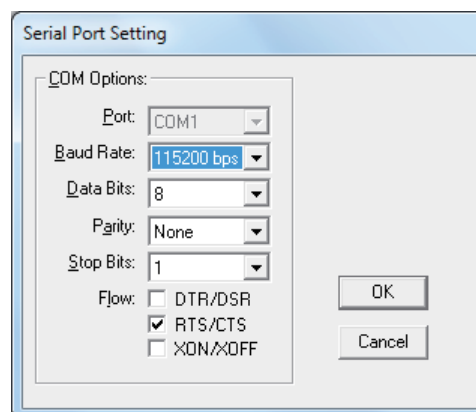 Serial Port Setting
COM Options:
Port: COM1
Baud Rate: 115200 bps
Data Bits: 8
Parity: None
Stop Bits: 1
Flow: DTR/DSR
RTS/CTS
XON/XOFF
OK
Cancel